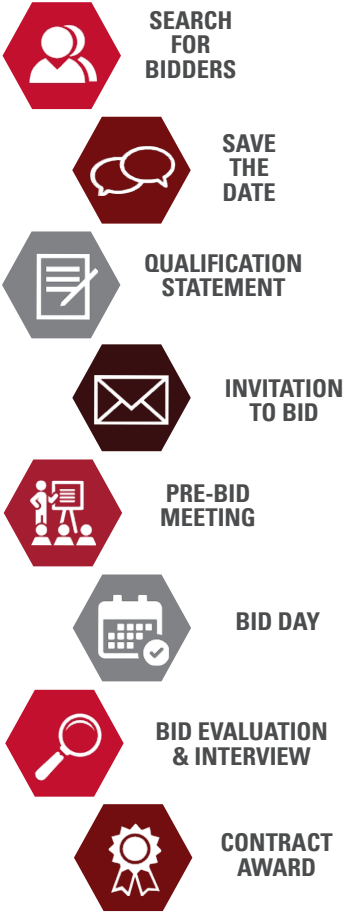 SEARCH
FOR
BIDDERS
SAVE
THE
DATE
QUALIFICATION
STATEMENT
INVITATION
TO BID
PRE-BID
MEETING
BID DAY
BID EVALUATION
& INTERVIEW
CONTRACT
AWARD